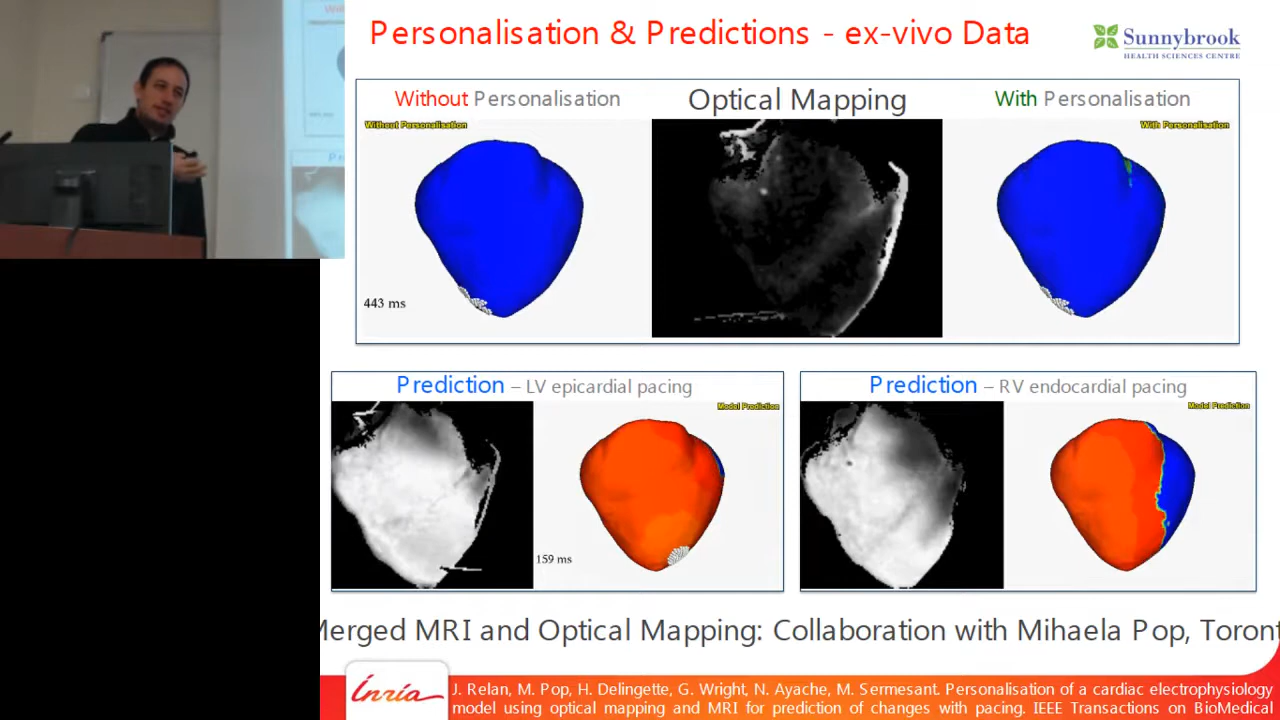 Personalisation & Predictions - ex-vivo Data
Sunnybrook
HEALTH SCIENCES CENTRE
Without Personalisation
Optical Mapping
With Personalisation
Without Personalisation
With Personalisation
443 ms
Prediction – LV epicardial pacing
Prediction – RV endocardial pacing
Model Prediction
Model Prediction
159 ms
Merged MRI and Optical Mapping: Collaboration with Mihaela Pop, Toront
Inria
J. Relan, M. Pop, H. Delingette, G. Wright, N. Ayache, M. Sermesant. Personalisation of a cardiac electrophysiology
model using optical mapping and MRI for prediction of changes with pacing. IEEE Transactions on BioMedical